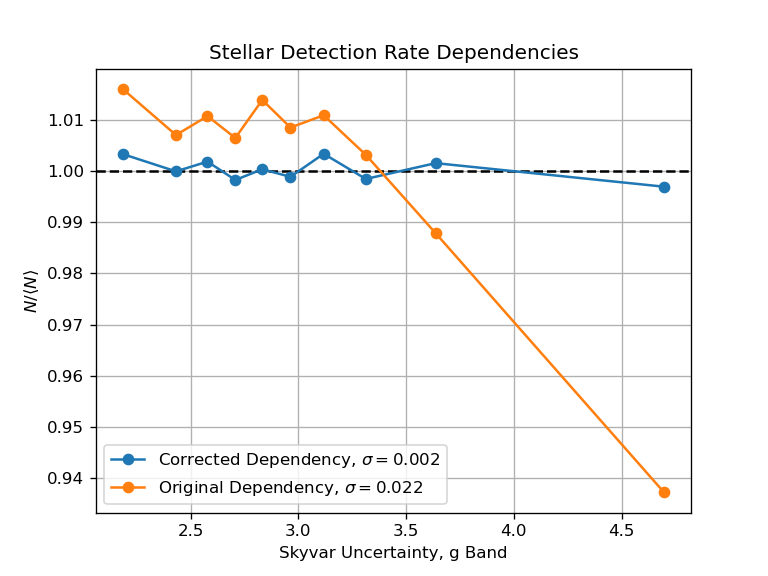 Stellar Detection Rate Dependencies
1.01
1.00
0.99
0.98
0.97
0.96
0.95
0.94
N/⟨N⟩
Corrected Dependency, σ = 0.002
Original Dependency, σ = 0.022
2.5 3.0 3.5 4.0 4.5
Skyvar Uncertainty, g Band